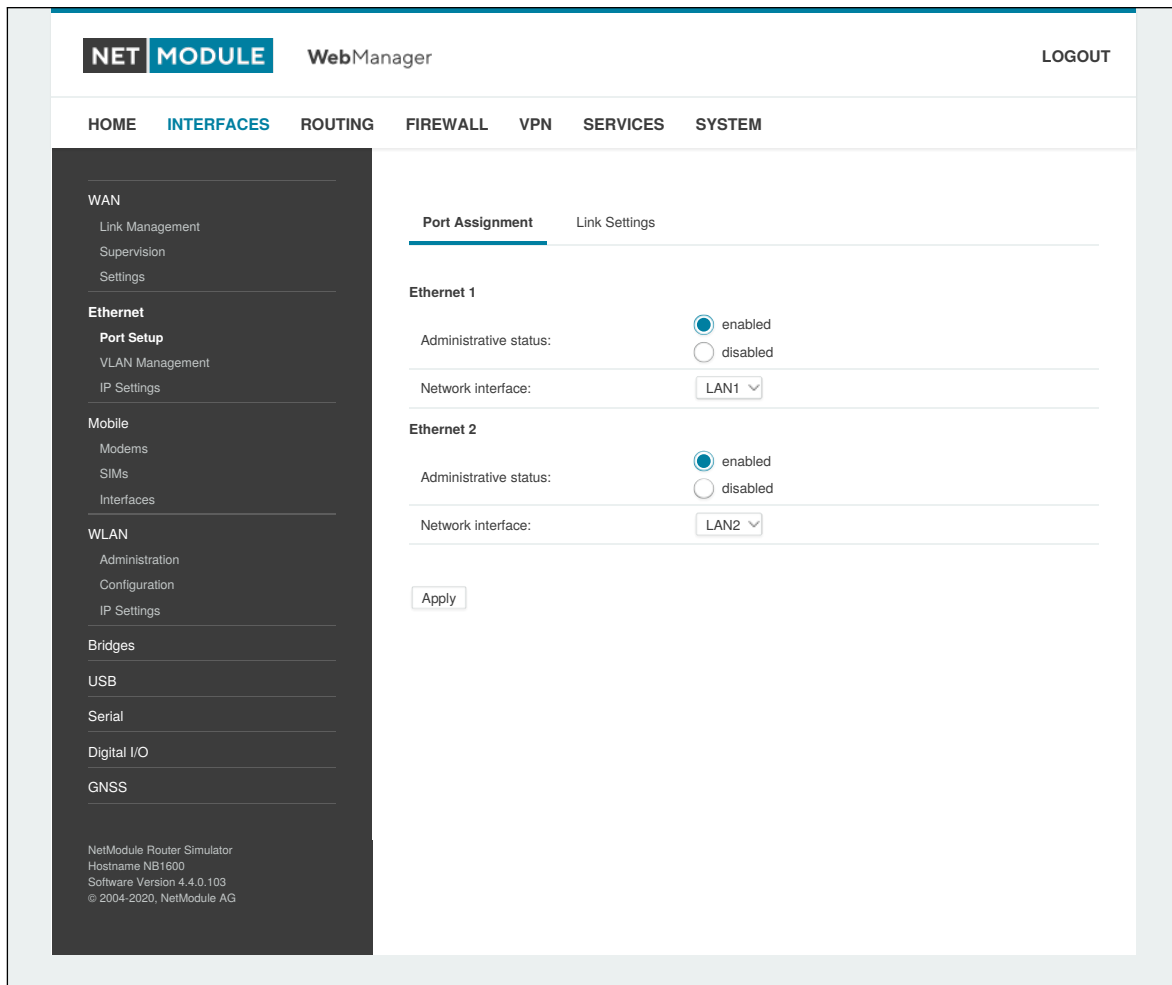 NET MODULE WebManager LOGOUT
HOME INTERFACES ROUTING FIREWALL VPN SERVICES SYSTEM
WAN
Link Management
Supervision
Settings
Ethernet
Port Setup
VLAN Management
IP Settings
Mobile
Modems
SIMs
Interfaces
WLAN
Administration
Configuration
IP Settings
Bridges
USB
Serial
Digital I/O
GNSS
NetModule Router Simulator
Hostname NB1600
Software Version 4.4.0.103
© 2004-2020, NetModule AG
Port Assignment Link Settings
Ethernet 1
Administrative status:
enabled
disabled
Network interface: LAN1
Ethernet 2
Administrative status:
enabled
disabled
Network interface: LAN2
Apply